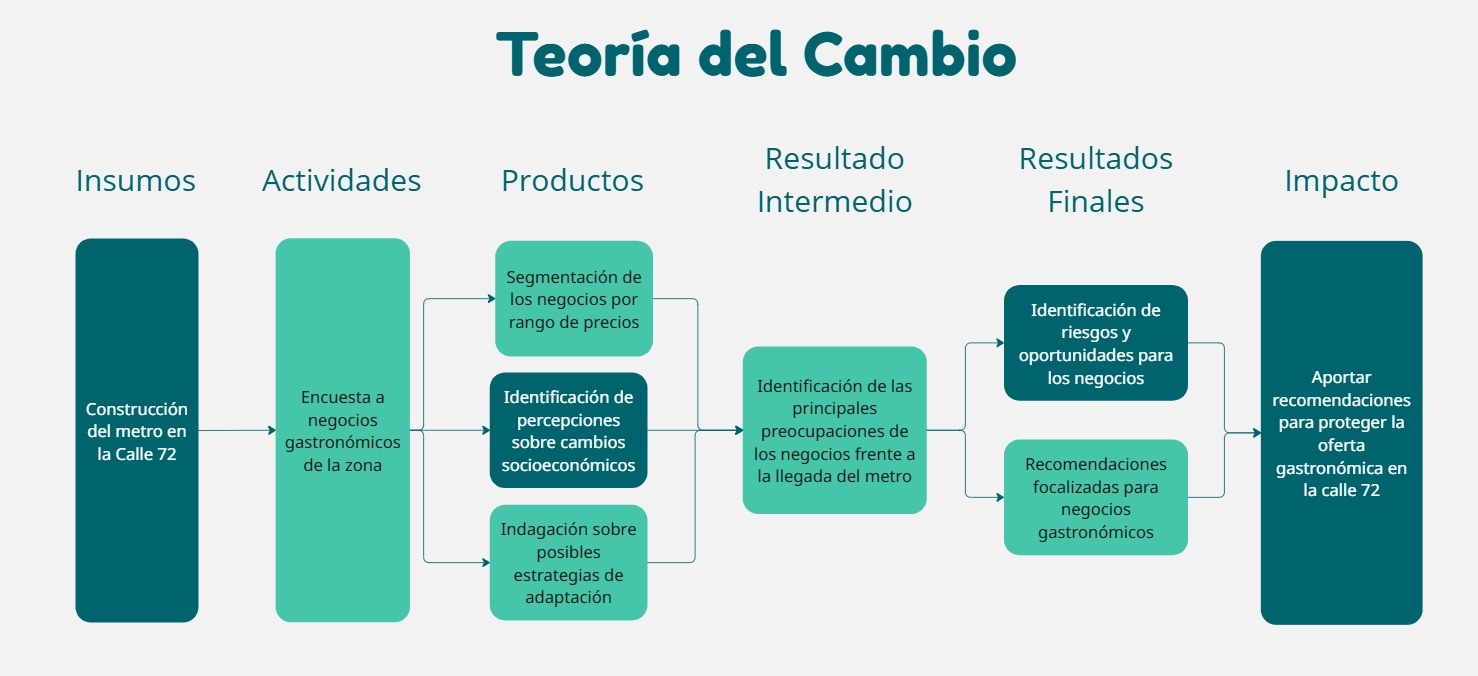 Teoría del Cambio
Insumos
Actividades
Productos
Resultado
Intermedio
Resultados
Finales
Impacto
Construcción
del metro en
la Calle 72
Encuesta a
negocios
gastronómicos
de la zona
Segmentación de
los negocios por
rango de precios
Identificación de
percepciones
sobre cambios
socioeconómicos
Indagación sobre
posibles
estrategias de
adaptación
Identificación de las
principales
preocupaciones de
los negocios frente a
la llegada del metro
Identificación de
riesgos y
oportunidades para
los negocios
Recomendaciones
focalizadas para
negocios
gastronómicos
Aportar
recomendaciones
para proteger la
oferta
gastronómica en
la calle 72